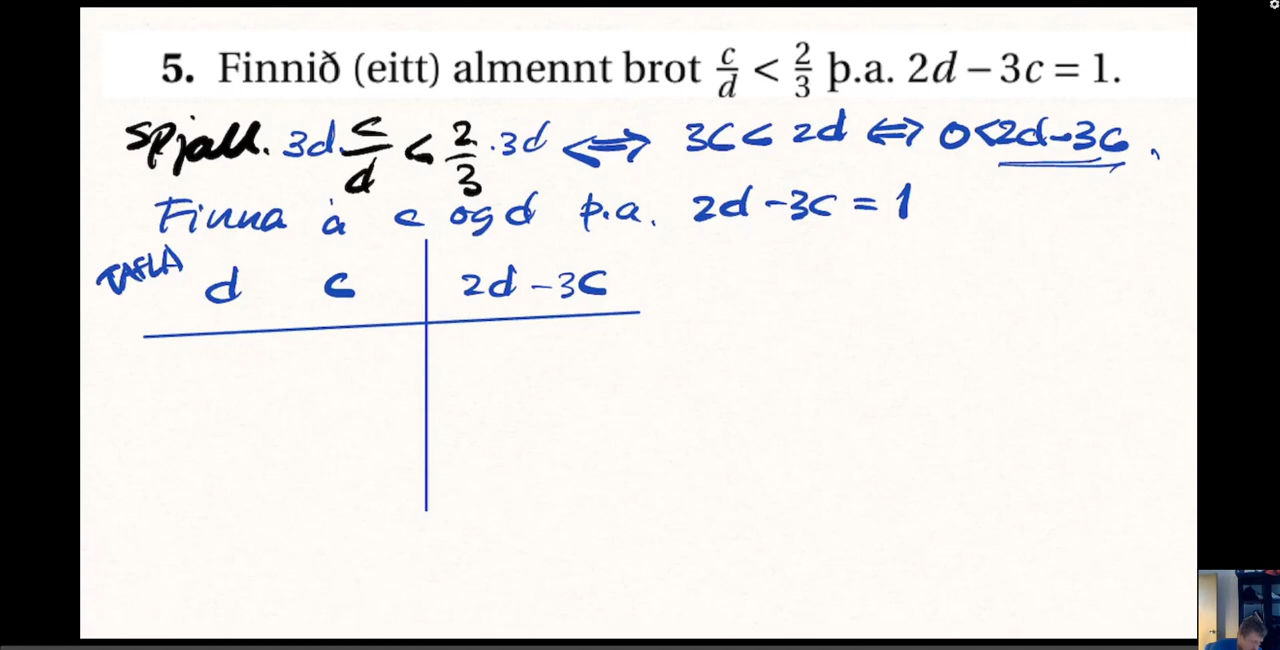 5. Finnið (eitt) almennt brot c/d < 2/3 þ.a. 2d − 3c = 1.
Spjall. 3d · c/d < 2/3 · 3d ⟺ 3c < 2d ⟺ 0 < 2d − 3c.
Finna á c og d þ.a. 2d − 3c = 1
TAFLA d c 2d − 3c